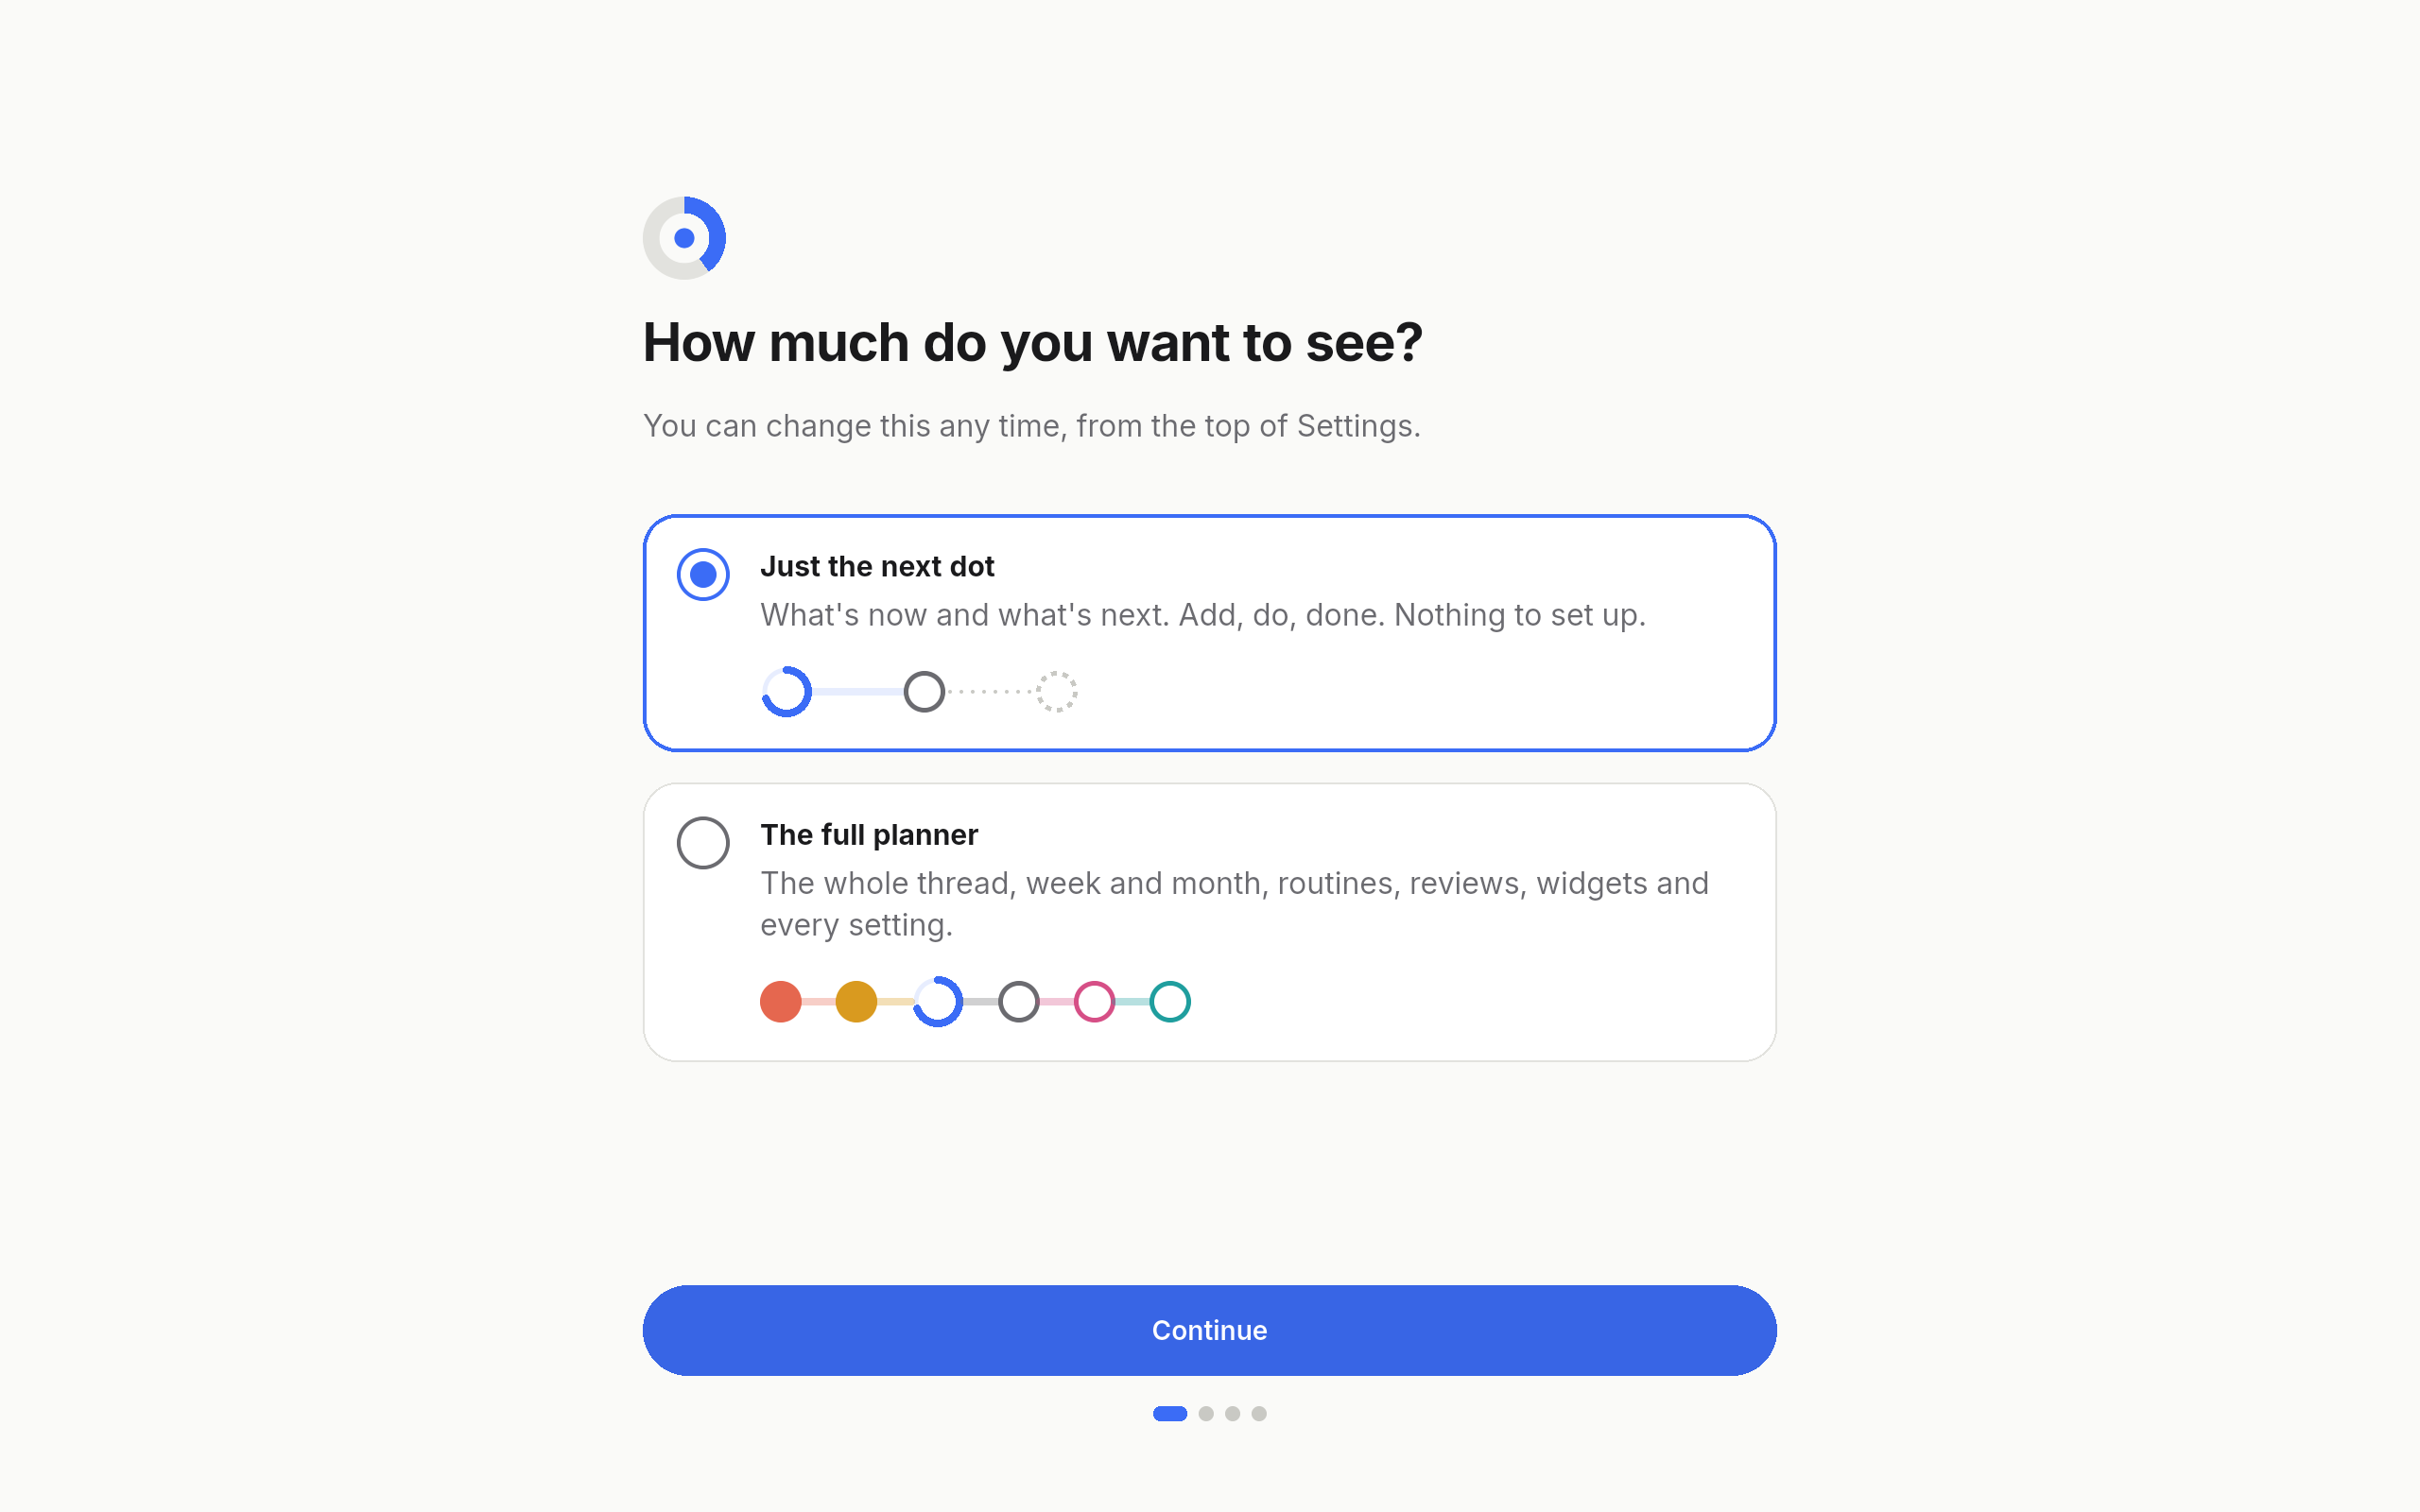 How much do you want to see?
You can change this any time, from the top of Settings.
Just the next dot
What's now and what's next. Add, do, done. Nothing to set up.
The full planner
The whole thread, week and month, routines, reviews, widgets and
every setting.
Continue